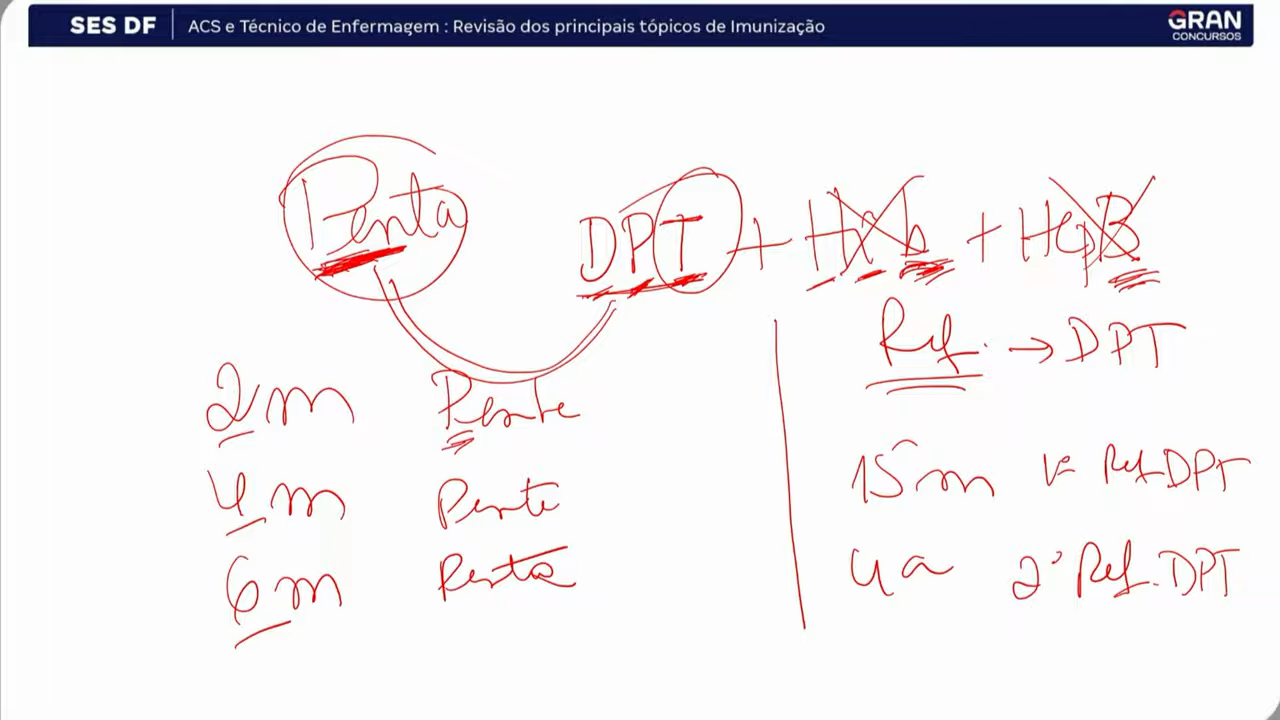 SES DF | ACS e Técnico de Enfermagem : Revisão dos principais tópicos de Imunização
GRAN CONCURSOS
Penta DPT + Hib + HepB
Ref. → DPT
2m Penta
4m Penta
6m Penta
15m 1º Ref DPT
4a 2º Ref. DPT